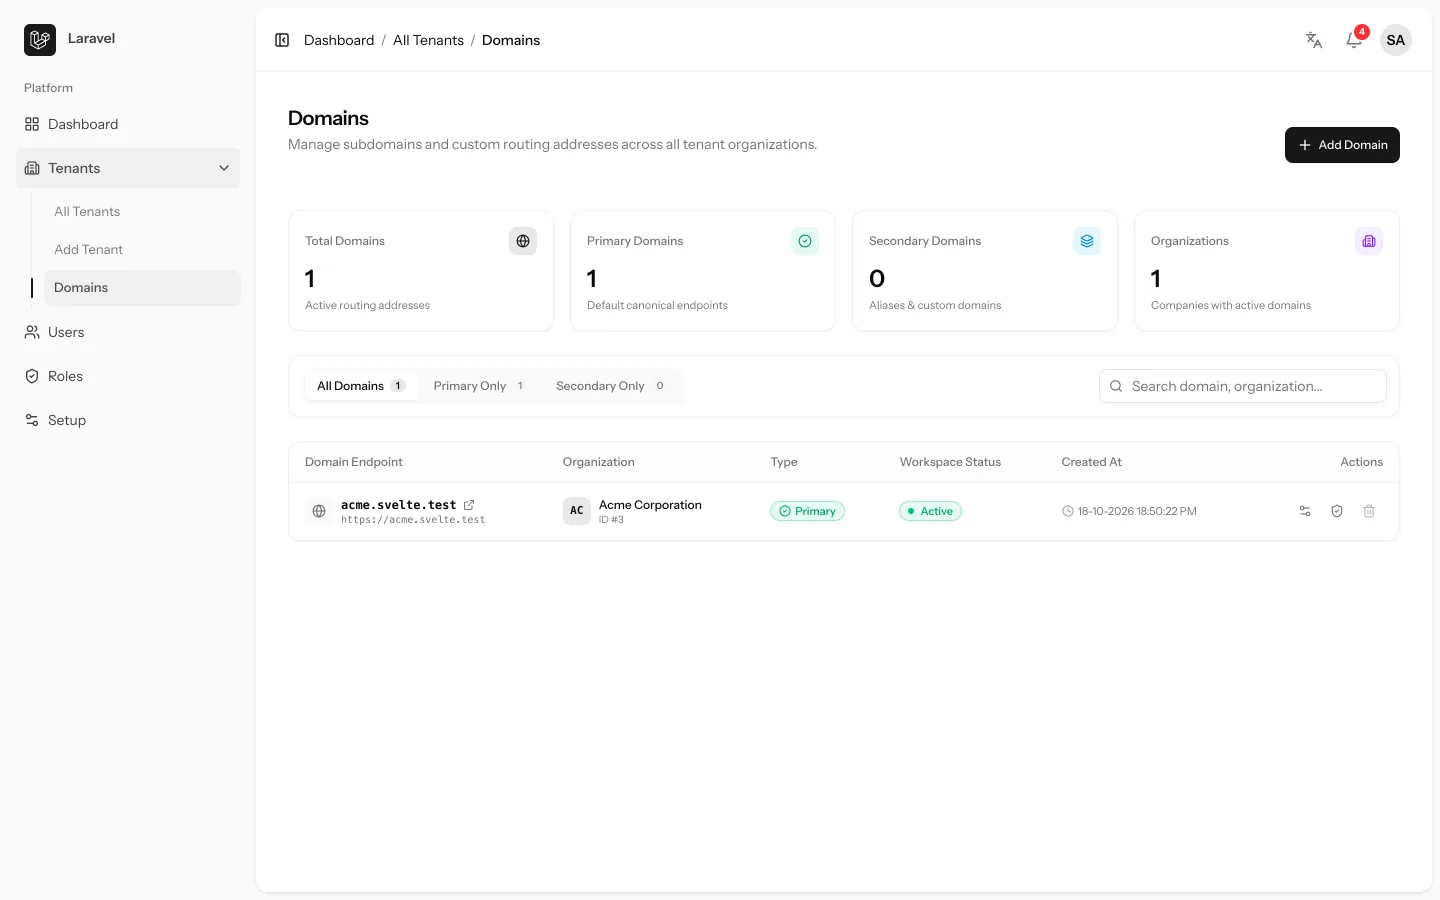 Laravel
Platform
Dashboard
Tenants
All Tenants
Add Tenant
Domains
Users
Roles
Setup
Dashboard / All Tenants / Domains
4
SA
Domains
Manage subdomains and custom routing addresses across all tenant organizations.
Add Domain
Total Domains
1
Active routing addresses
Primary Domains
1
Default canonical endpoints
Secondary Domains
0
Aliases & custom domains
Organizations
1
Companies with active domains
All Domains 1
Primary Only 1
Secondary Only 0
Search domain, organization...
Domain Endpoint Organization Type Workspace Status Created At Actions
acme.svelte.test AC Acme Corporation Primary Active 18-10-2026 18:50:22 PM
https://acme.svelte.test ID #3